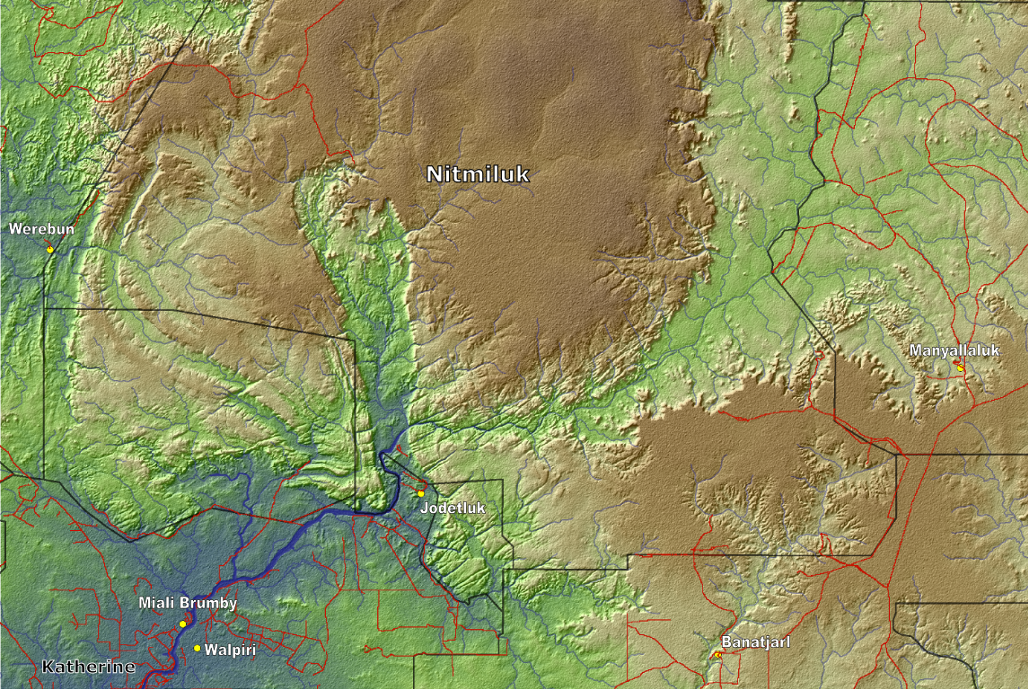 Nitmiluk
Werebun
Manyallaluk
Jodetluk
Miali Brumby
Banatjarl
Walpiri
Katherine